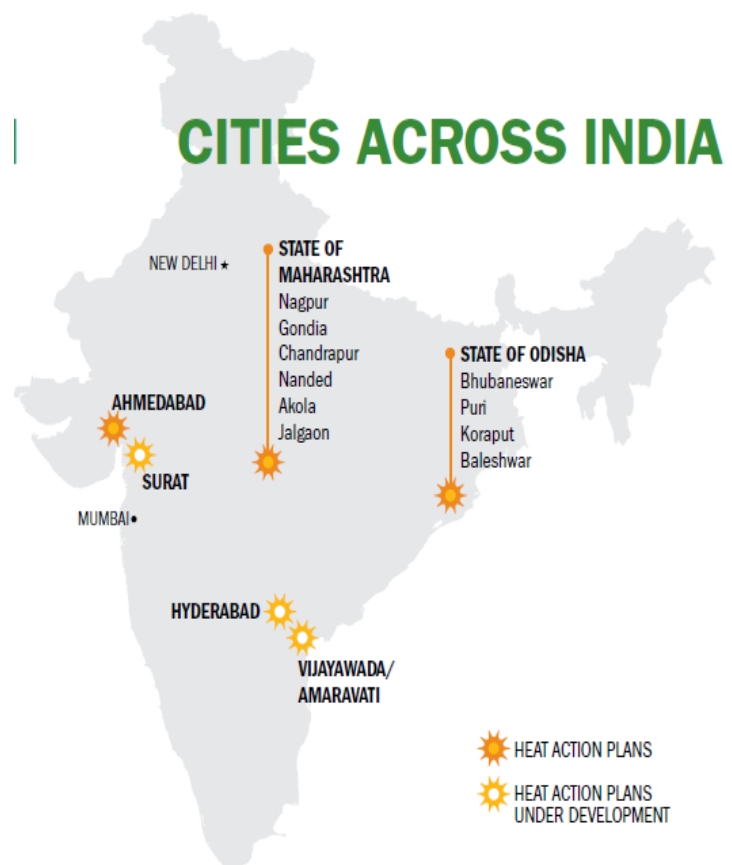 CITIES ACROSS INDIA
NEW DELHI
STATE OF
MAHARASHTRA
Nagpur
Gondia
Chandrapur
Nanded
Akola
Jalgaon
STATE OF ODISHA
Bhubaneswar
Puri
Koraput
Baleshwar
AHMEDABAD
SURAT
MUMBAI
HYDERABAD
VIJAYAWADA/
AMARAVATI
HEAT ACTION PLANS
HEAT ACTION PLANS
UNDER DEVELOPMENT